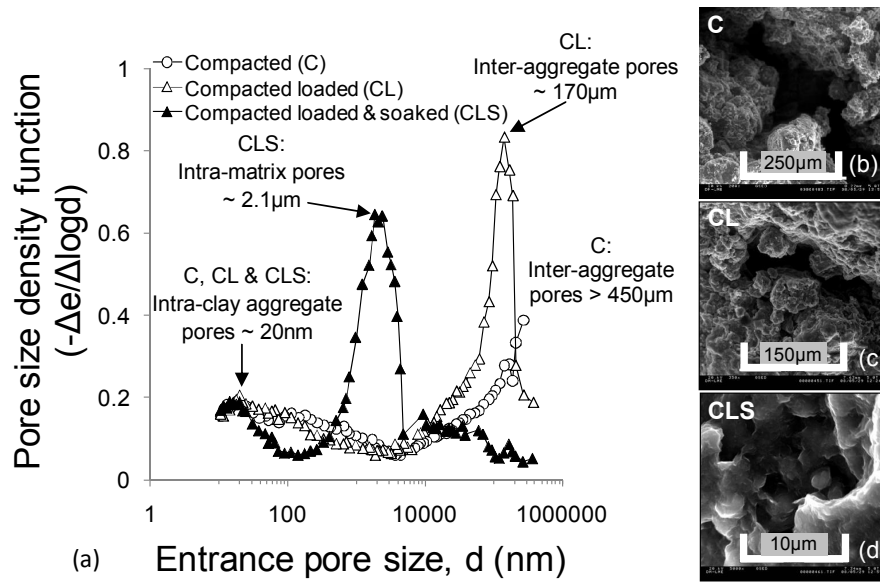 Compacted (C)
Compacted loaded (CL)
Compacted loaded & soaked (CLS)
CL:
Inter-aggregate pores
~ 170µm
CLS:
Intra-matrix pores
~ 2.1µm
C, CL & CLS:
Intra-clay aggregate
pores ~ 20nm
C:
Inter-aggregate
pores > 450µm
Pore size density function
(-Δe/Δlogd)
1
0.8
0.6
0.4
0.2
0
1
100
10000
1000000
(a)
Entrance pore size, d (nm)
C
250µm
(b)
CL
150µm
(c
CLS
10µm
(d